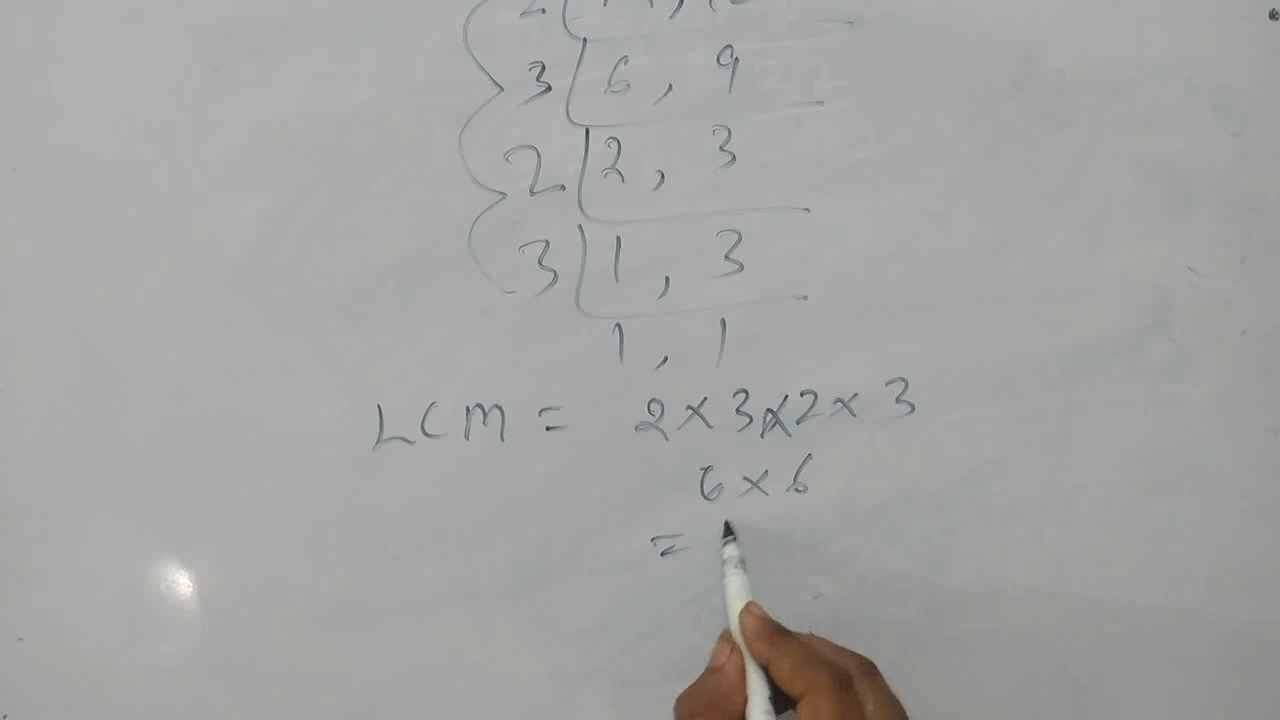 3 | 6, 9
2 | 2, 3
3 | 1, 3
1, 1
LCM = 2 × 3 × 2 × 3
6 × 6
=